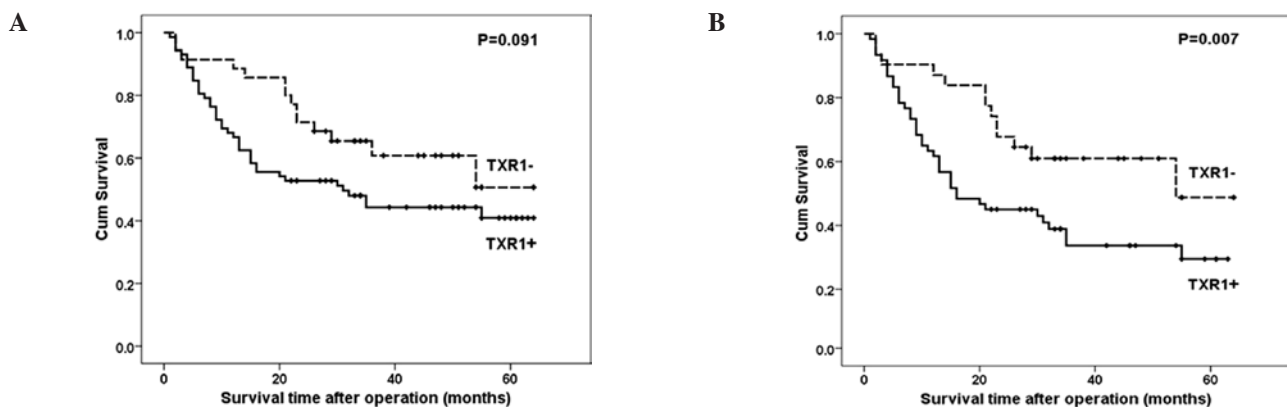 A
P=0.091
Cum Survival
1.0
0.8
0.6
0.4
0.2
0.0
TXR1-
TXR1+
0 20 40 60
Survival time after operation (months)
B
P=0.007
Cum Survival
1.0
0.8
0.6
0.4
0.2
0.0
TXR1-
TXR1+
0 20 40 60
Survival time after operation (months)